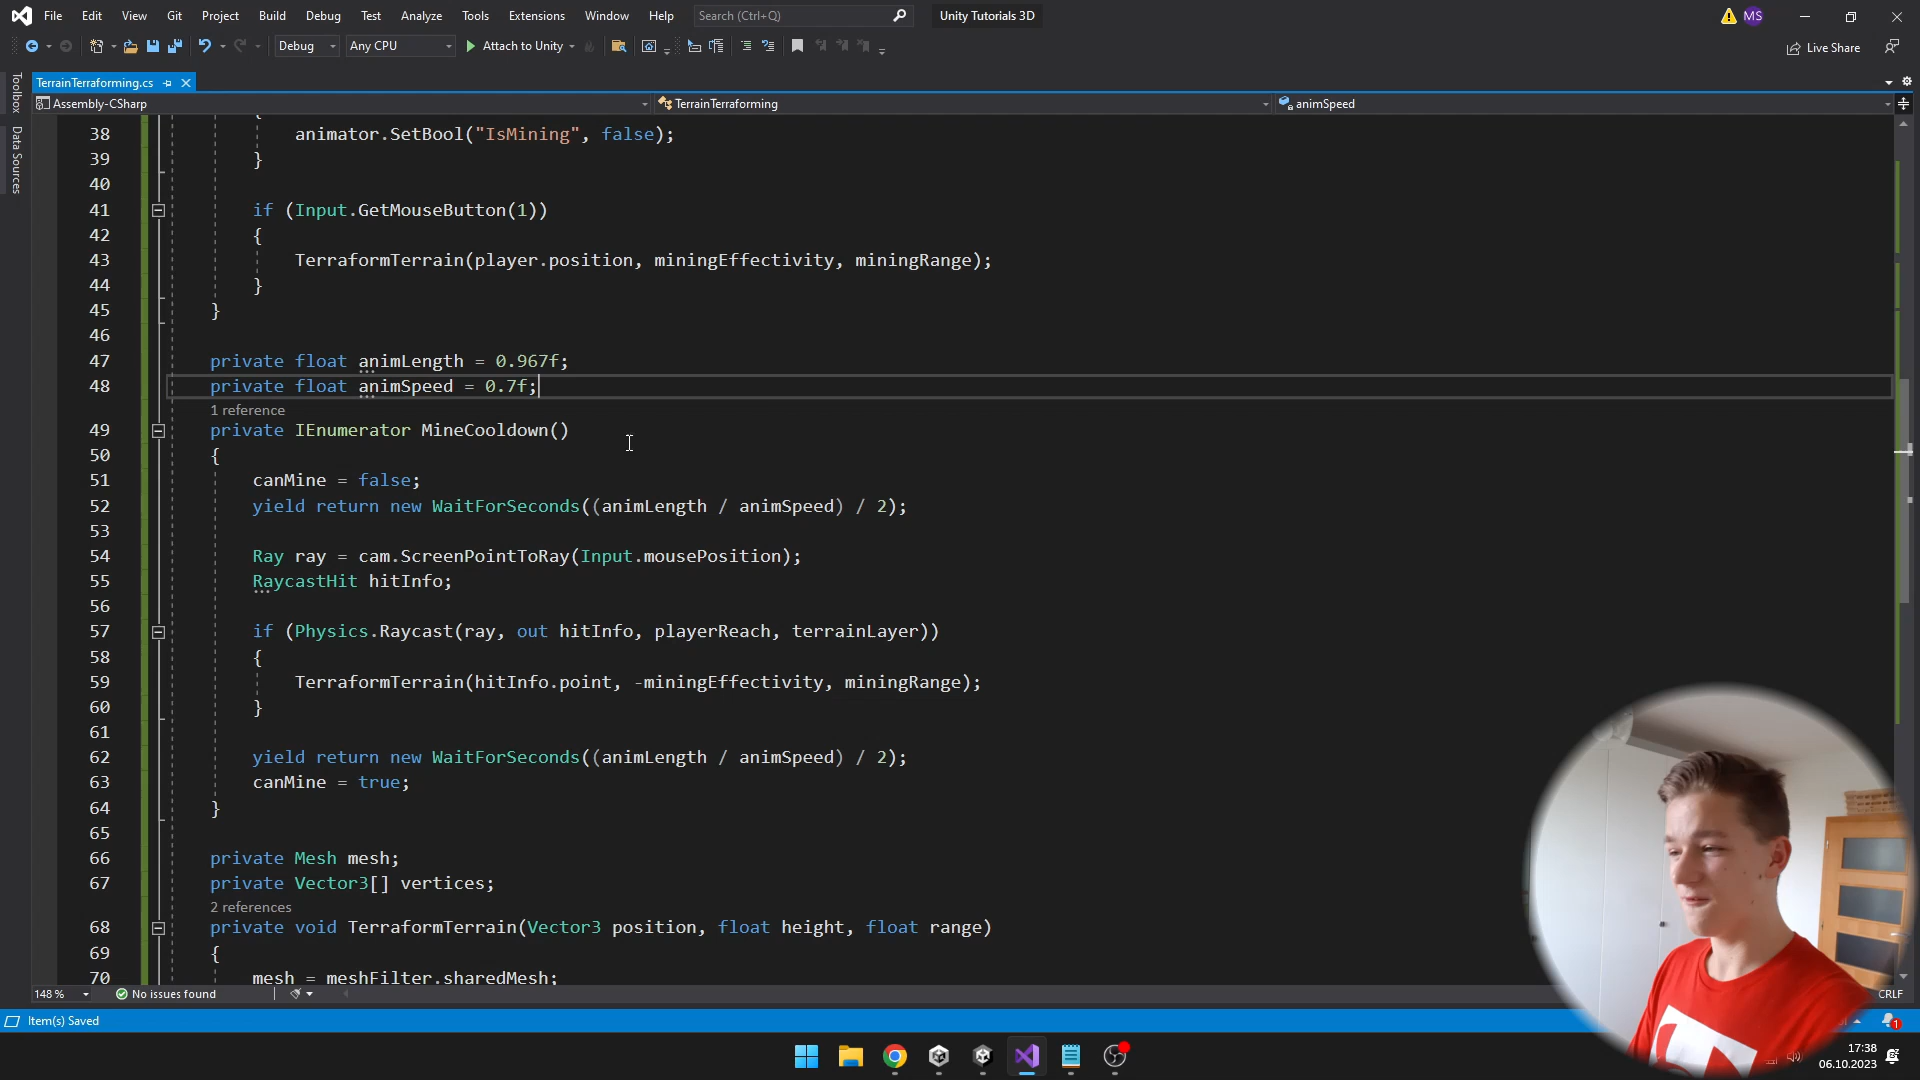 File Edit View Git Project Build Debug Test Analyze Tools Extensions Window Help Search (Ctrl+Q) Unity Tutorials 3D MS
Debug Any CPU Attach to Unity Live Share
TerrainTerraforming.cs
Assembly-CSharp TerrainTerraforming animSpeed
Toolbox
Data Sources
{
38 animator.SetBool("IsMining", false);
39 }
40
41 if (Input.GetMouseButton(1))
42 {
43 TerraformTerrain(player.position, miningEffectivity, miningRange);
44 }
45 }
46
47 private float animLength = 0.967f;
48 private float animSpeed = 0.7f;
1 reference
49 private IEnumerator MineCooldown()
50 {
51 canMine = false;
52 yield return new WaitForSeconds((animLength / animSpeed) / 2);
53
54 Ray ray = cam.ScreenPointToRay(Input.mousePosition);
55 RaycastHit hitInfo;
56
57 if (Physics.Raycast(ray, out hitInfo, playerReach, terrainLayer))
58 {
59 TerraformTerrain(hitInfo.point, -miningEffectivity, miningRange);
60 }
61
62 yield return new WaitForSeconds((animLength / animSpeed) / 2);
63 canMine = true;
64 }
65
66 private Mesh mesh;
67 private Vector3[] vertices;
2 references
68 private void TerraformTerrain(Vector3 position, float height, float range)
69 {
70 mesh = meshFilter.sharedMesh;
148 % No issues found CRLF
Item(s) Saved 1
17:38
06.10.2023